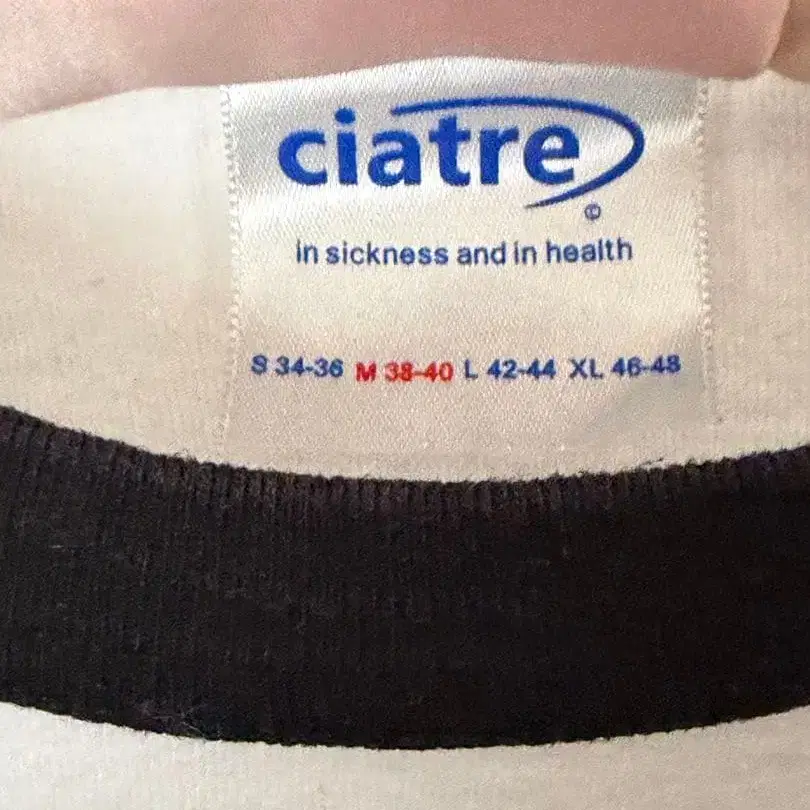 ciatre
©
in sickness and in health
S 34-36 M 38-40 L 42-44 XL 46-48